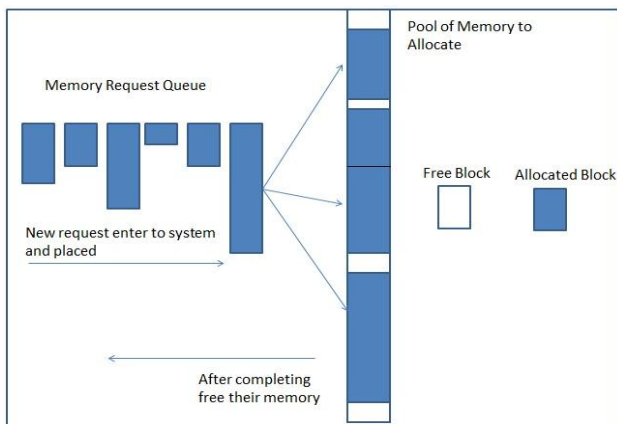 Pool of Memory to
Allocate
Memory Request Queue
Free Block
Allocated Block
New request enter to system
and placed
After completing
free their memory